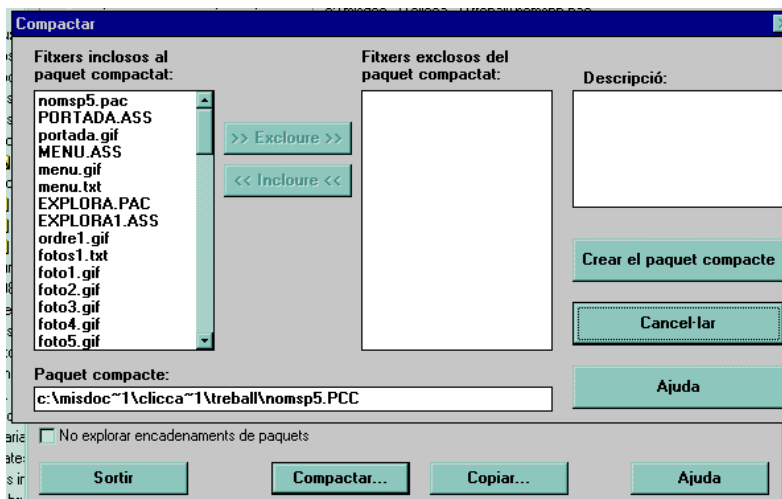 Compactar
Fitxers inclosos al
paquet compactat:
nomsp5.pac
PORTADA.ASS
portada.gif
MENU.ASS
menu.gif
menu.txt
EXPLORA.PAC
EXPLORA1.ASS
ordre1.gif
fotos1.txt
foto1.gif
foto2.gif
foto3.gif
foto4.gif
foto5.gif
>> Excloure >>
<< Incloure <<
Fitxers exclosos del
paquet compactat:
Descripció:
Crear el paquet compacte
Cancel·lar
Ajuda
Paquet compacte:
c:\misdoc~1\clicca~1\treball\nomsp5.PCC
No explorar encadenaments de paquets
Sortir
Compactar...
Copiar...
Ajuda